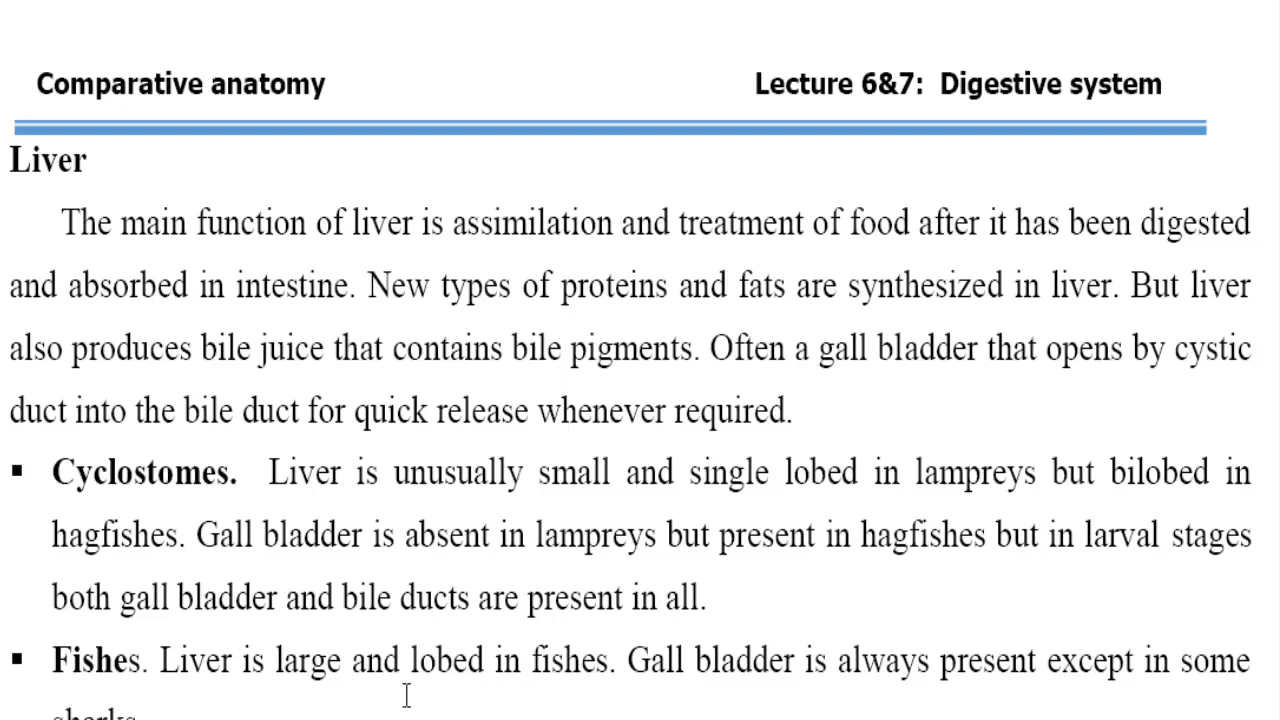 Comparative anatomy Lecture 6&7: Digestive system
Liver
The main function of liver is assimilation and treatment of food after it has been digested
and absorbed in intestine. New types of proteins and fats are synthesized in liver. But liver
also produces bile juice that contains bile pigments. Often a gall bladder that opens by cystic
duct into the bile duct for quick release whenever required.
▪ Cyclostomes. Liver is unusually small and single lobed in lampreys but bilobed in
hagfishes. Gall bladder is absent in lampreys but present in hagfishes but in larval stages
both gall bladder and bile ducts are present in all.
▪ Fishes. Liver is large and lobed in fishes. Gall bladder is always present except in some
sharks.